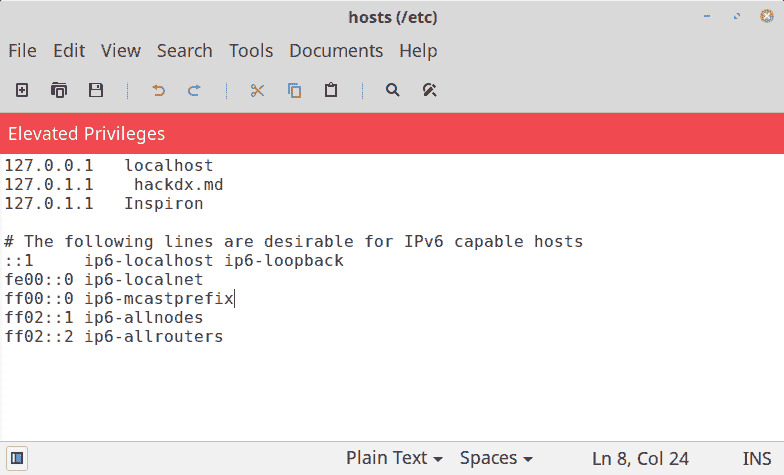 hosts (/etc)
File Edit View Search Tools Documents Help
Elevated Privileges
127.0.0.1   localhost
127.0.1.1    hackdx.md
127.0.1.1   Inspiron
# The following lines are desirable for IPv6 capable hosts
::1     ip6-localhost ip6-loopback
fe00::0 ip6-localnet
ff00::0 ip6-mcastprefix
ff02::1 ip6-allnodes
ff02::2 ip6-allrouters
Plain Text Spaces Ln 8, Col 24 INS